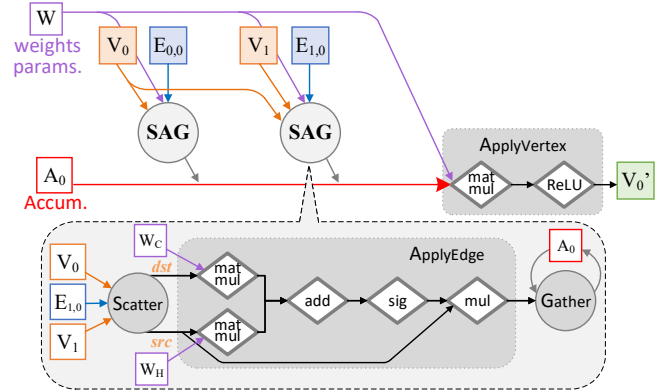 W
weights
params.
V0
E0,0
V1
E1,0
SAG
SAG
ApplyVertex
A0
Accum.
mat
mul
ReLU
V0'
WC
ApplyEdge
A0
V0
E1,0
V1
Scatter
dst
mat
mul
add
sig
mul
Gather
src
mat
mul
WH